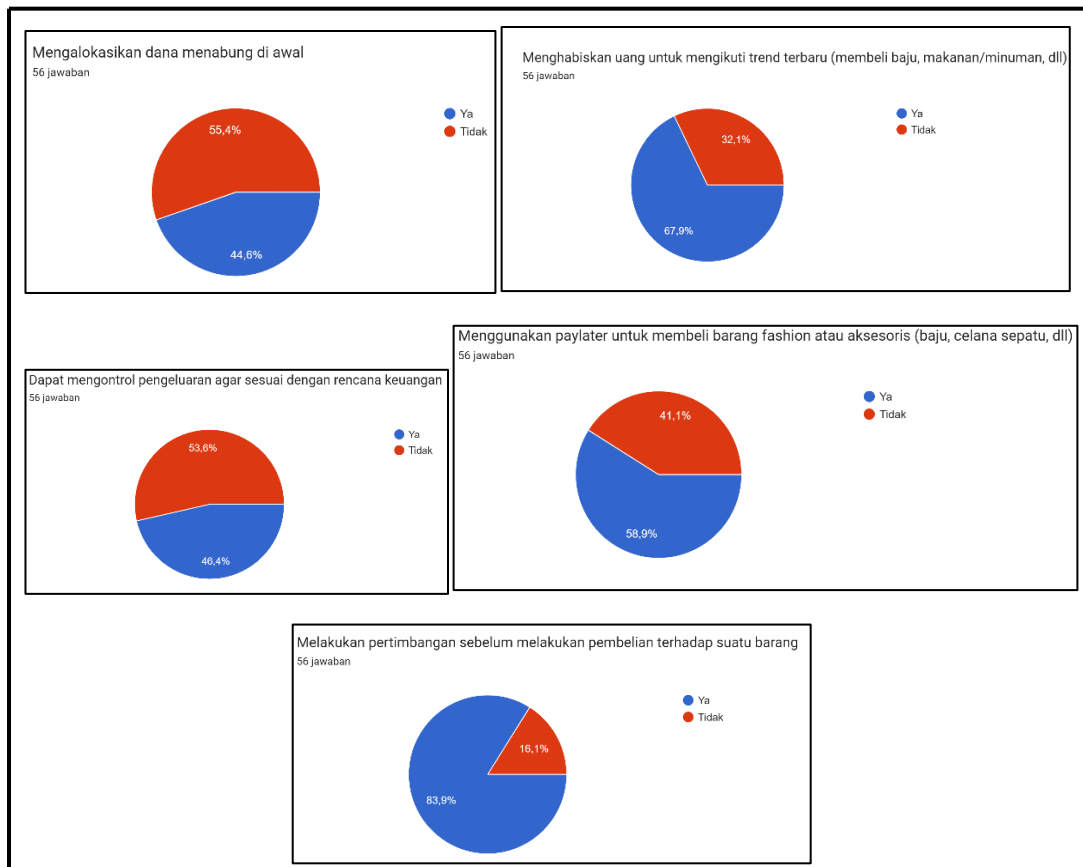 Mengalokasikan dana menabung di awal
56 jawaban
Ya
Tidak
55,4%
44,6%
Menghabiskan uang untuk mengikuti trend terbaru (membeli baju, makanan/minuman, dll)
56 jawaban
Ya
Tidak
32,1%
67,9%
Dapat mengontrol pengeluaran agar sesuai dengan rencana keuangan
56 jawaban
Ya
Tidak
53,6%
46,4%
Menggunakan paylater untuk membeli barang fashion atau aksesoris (baju, celana sepatu, dll)
56 jawaban
Ya
Tidak
41,1%
58,9%
Melakukan pertimbangan sebelum melakukan pembelian terhadap suatu barang
56 jawaban
Ya
Tidak
16,1%
83,9%